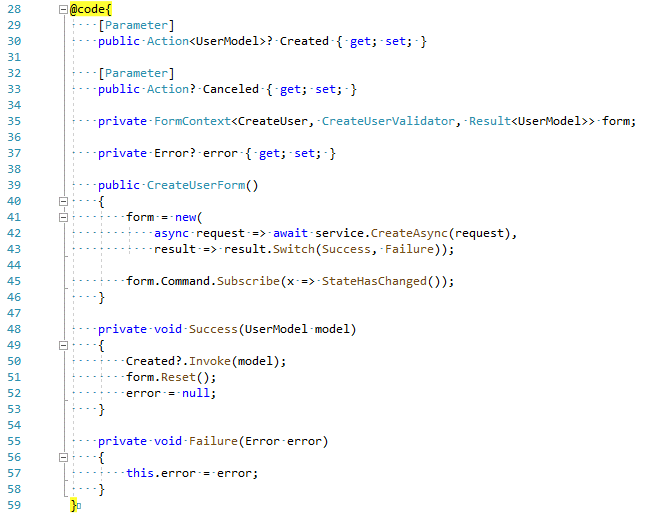 28 @code{
29 [Parameter]
30 public Action<UserModel>? Created { get; set; }
31
32 [Parameter]
33 public Action? Canceled { get; set; }
34
35 private FormContext<CreateUser, CreateUserValidator, Result<UserModel>> form;
36
37 private Error? error { get; set; }
38
39 public CreateUserForm()
40 {
41 form = new(
42 async request => await service.CreateAsync(request),
43 result => result.Switch(Success, Failure));
44
45 form.Command.Subscribe(x => StateHasChanged());
46 }
47
48 private void Success(UserModel model)
49 {
50 Created?.Invoke(model);
51 form.Reset();
52 error = null;
53 }
54
55 private void Failure(Error error)
56 {
57 this.error = error;
58 }
59 }